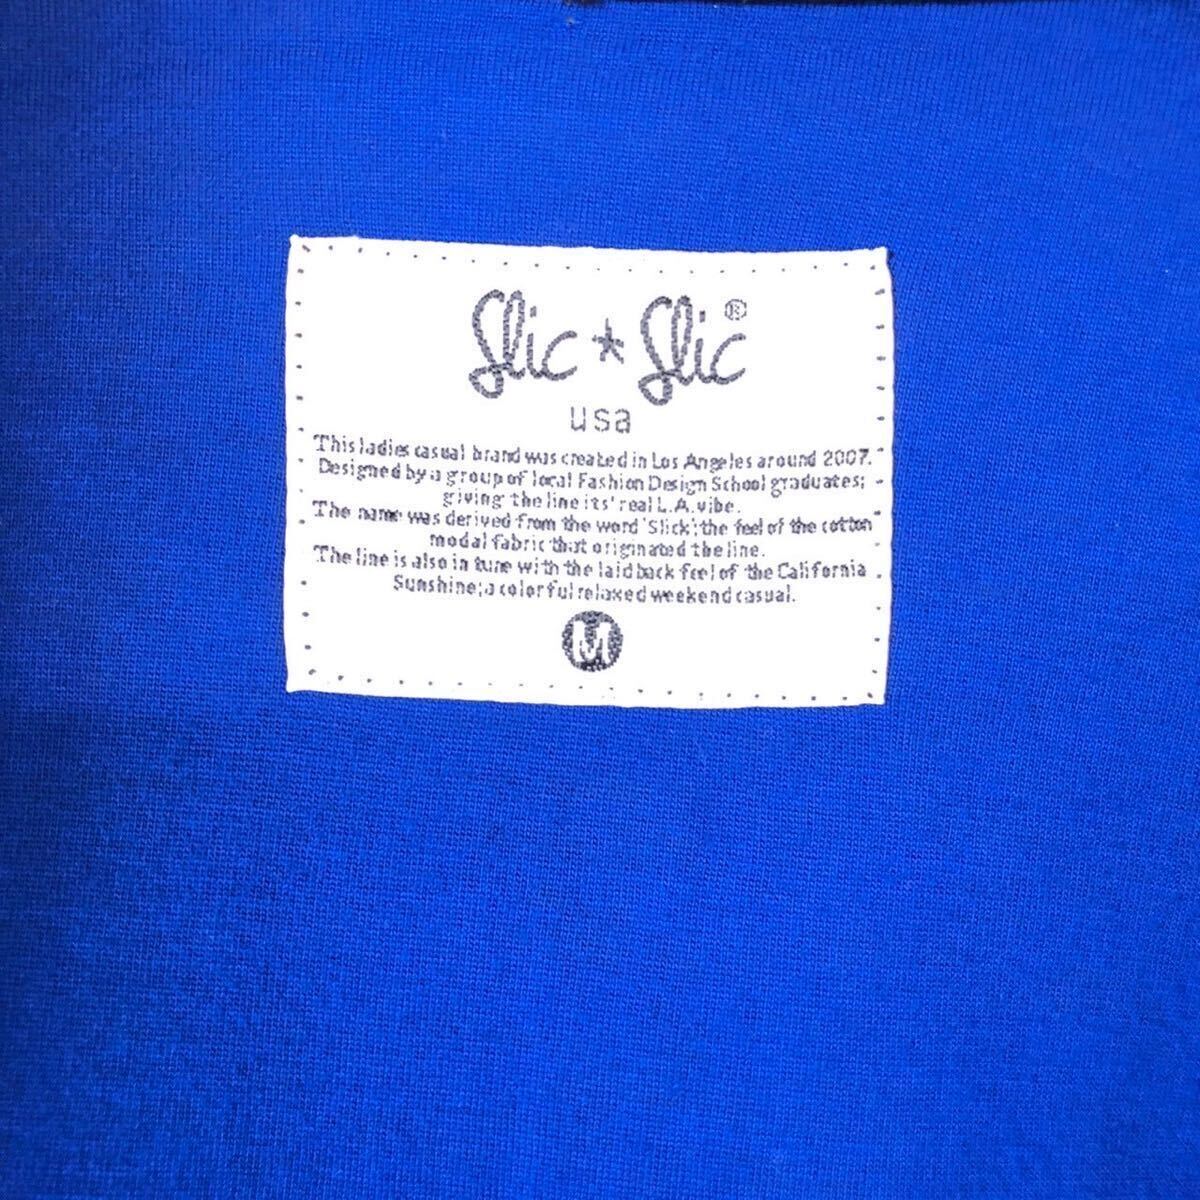 Slic ★ Slic ®
usa
This ladies casual brand was created in Los Angeles around 2007.
Designed by a group of local Fashion Design School graduates;
giving the line its' real L.A. vibe.
The name was derived from the word 'Slick'; the feel of the cotton
modal fabric that originated the line.
The line is also in tune with the laid back feel of the California
Sunshine; a colorful relaxed weekend casual.
M